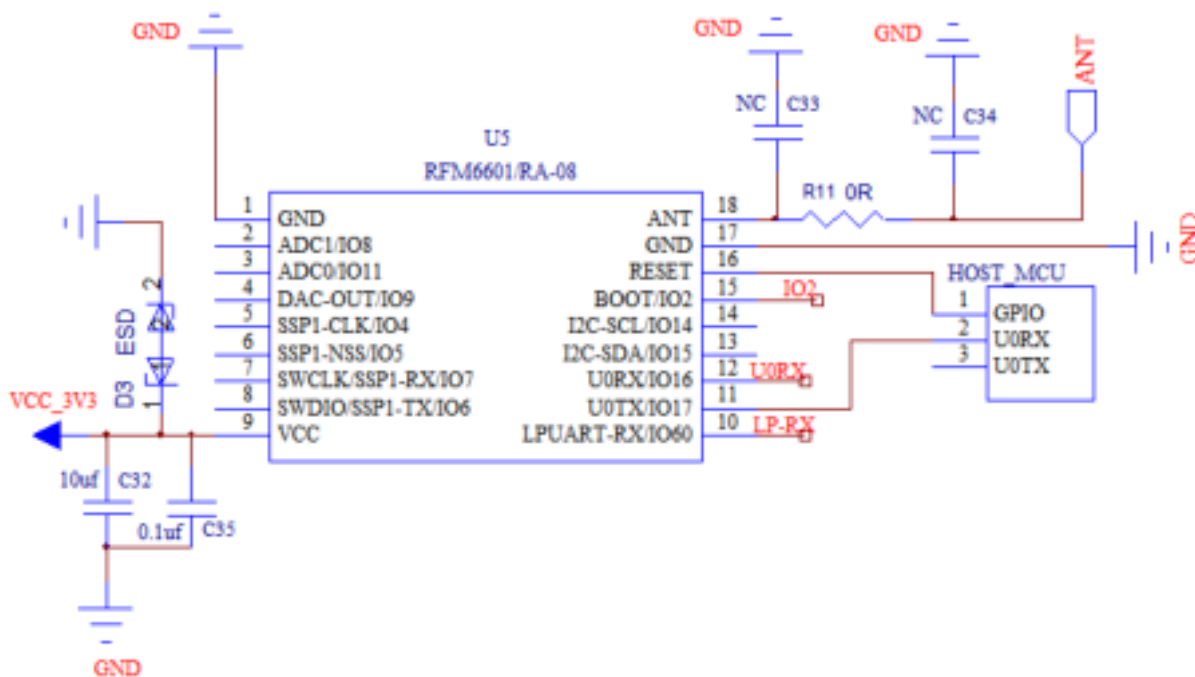 GND
GND
GND
ANT
NC
C33
NC
C34
U5
RFM6601/RA-08
R11 0R
1
GND
2
ADC1/IO8
3
ADC0/IO11
4
DAC-OUT/IO9
5
SSP1-CLK/IO4
6
SSP1-NSS/IO5
7
SWCLK/SSP1-RX/IO7
8
SWDIO/SSP1-TX/IO6
9
VCC
ANT
18
GND
17
RESET
16
BOOT/IO2
15
I2C-SCL/IO14
14
I2C-SDA/IO15
13
U0RX/IO16
12
U0TX/IO17
11
LPUART-RX/IO60
10
GND
IO2
U0RX
LP-RX
HOST_MCU
1
GPIO
2
U0RX
3
U0TX
2
ESD
D3
1
VCC_3V3
10uf
C32
0.1uf
C35
GND